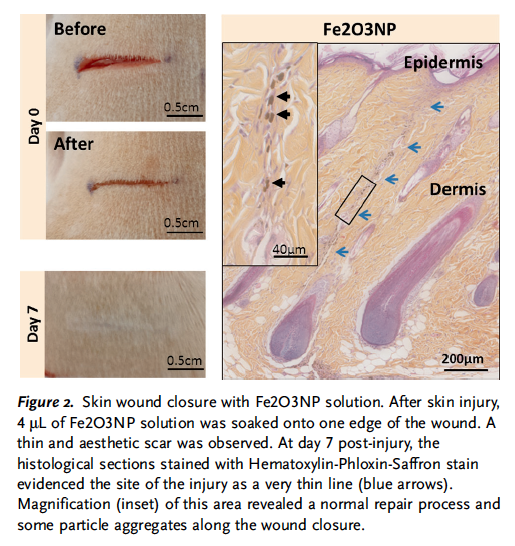 Before
0.5cm
Day 0
After
0.5cm
Day 7
0.5cm
Fe2O3NP
Epidermis
Dermis
40µm
200µm
Figure 2. Skin wound closure with Fe2O3NP solution. After skin injury,
4 µL of Fe2O3NP solution was soaked onto one edge of the wound. A
thin and aesthetic scar was observed. At day 7 post-injury, the
histological sections stained with Hematoxylin-Phloxin-Saffron stain
evidenced the site of the injury as a very thin line (blue arrows).
Magnification (inset) of this area revealed a normal repair process and
some particle aggregates along the wound closure.